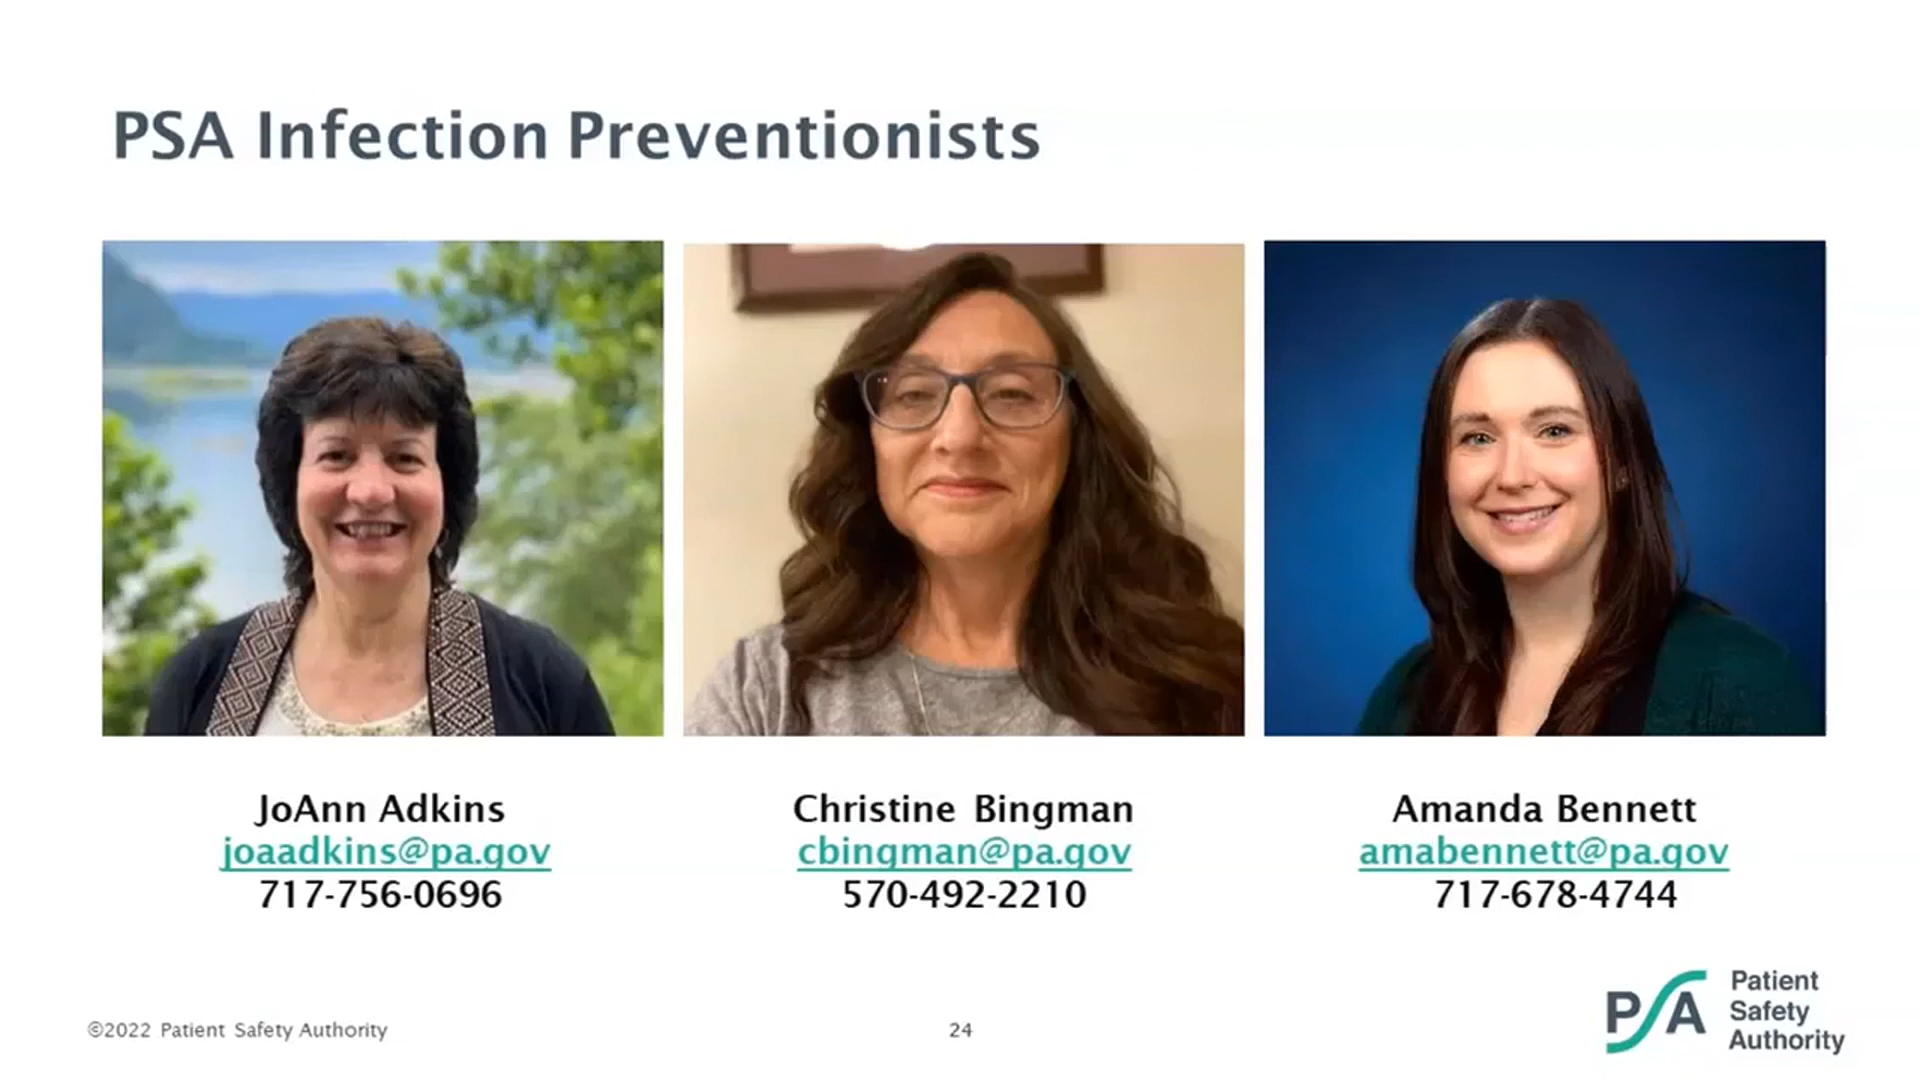 PSA Infection Preventionists
JoAnn Adkins
joaadkins@pa.gov
717-756-0696
Christine Bingman
cbingman@pa.gov
570-492-2210
Amanda Bennett
amabennett@pa.gov
717-678-4744
©2022 Patient Safety Authority
24
PSA
Patient
Safety
Authority